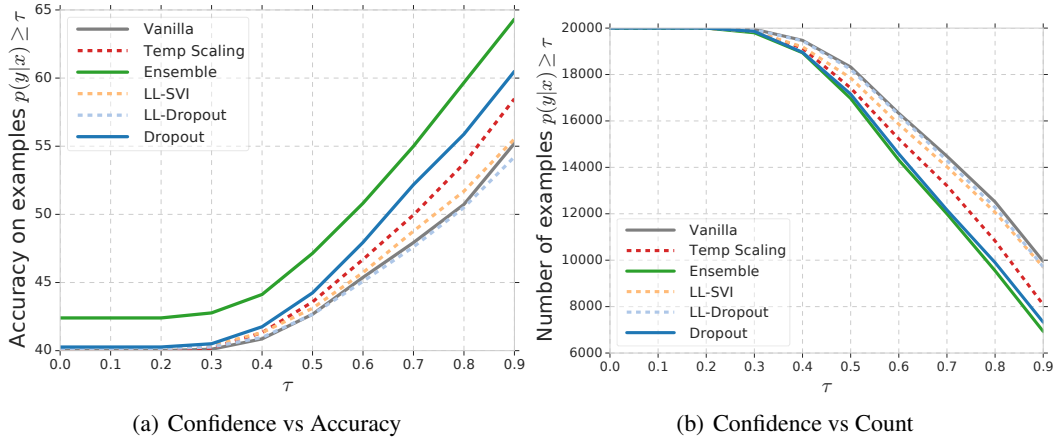 Accuracy on examples p(y|x) ≥ τ
65
60
55
50
45
40
Vanilla
Temp Scaling
Ensemble
LL-SVI
LL-Dropout
Dropout
0.0 0.1 0.2 0.3 0.4 0.5 0.6 0.7 0.8 0.9
τ
(a) Confidence vs Accuracy
Number of examples p(y|x) ≥ τ
20000
18000
16000
14000
12000
10000
8000
6000
Vanilla
Temp Scaling
Ensemble
LL-SVI
LL-Dropout
Dropout
0.0 0.1 0.2 0.3 0.4 0.5 0.6 0.7 0.8 0.9
τ
(b) Confidence vs Count